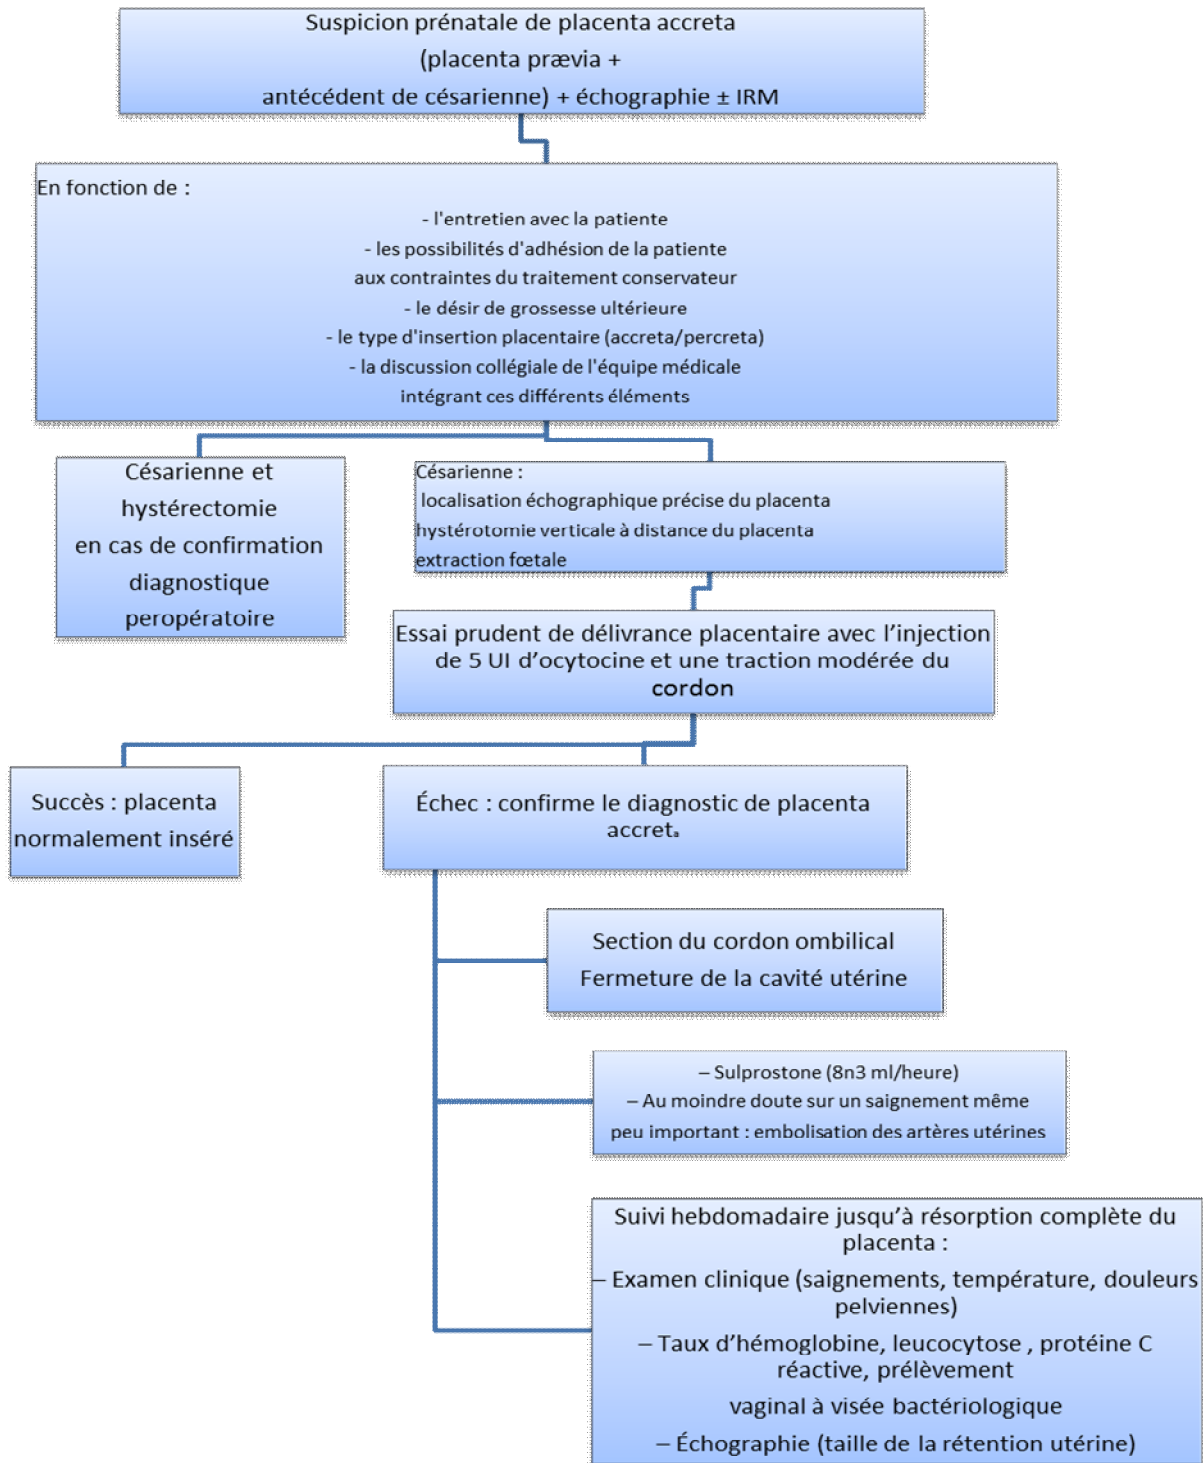 Suspicion prénatale de placenta accreta
(placenta prævia +
antécédent de césarienne) + échographie ± IRM
En fonction de :
- l'entretien avec la patiente
- les possibilités d'adhésion de la patiente
aux contraintes du traitement conservateur
- le désir de grossesse ultérieure
- le type d'insertion placentaire (accreta/percreta)
- la discussion collégiale de l'équipe médicale
intégrant ces différents éléments
Césarienne et
hystérectomie
en cas de confirmation
diagnostique
peropératoire
Césarienne :
localisation échographique précise du placenta
hystérotomie verticale à distance du placenta
extraction fœtale
Essai prudent de délivrance placentaire avec l’injection
de 5 UI d’ocytocine et une traction modérée du
cordon
Succès : placenta
normalement inséré
Échec : confirme le diagnostic de placenta
accreta
Section du cordon ombilical
Fermeture de la cavité utérine
– Sulprostone (8n3 ml/heure)
– Au moindre doute sur un saignement même
peu important : embolisation des artères utérines
Suivi hebdomadaire jusqu’à résorption complète du
placenta :
– Examen clinique (saignements, température, douleurs
pelviennes)
– Taux d’hémoglobine, leucocytose , protéine C
réactive, prélèvement
vaginal à visée bactériologique
– Échographie (taille de la rétention utérine)